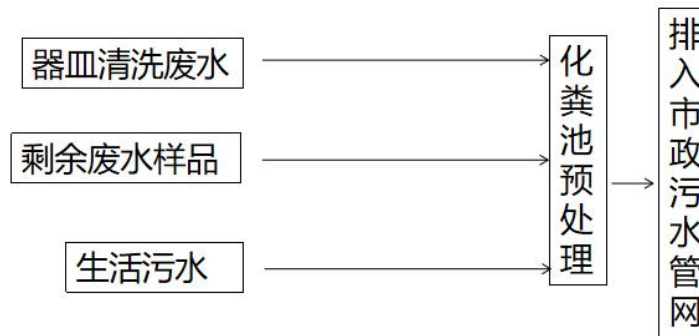 器皿清洗废水
剩余废水样品
生活污水
化粪池预处理
排入市政污水管网